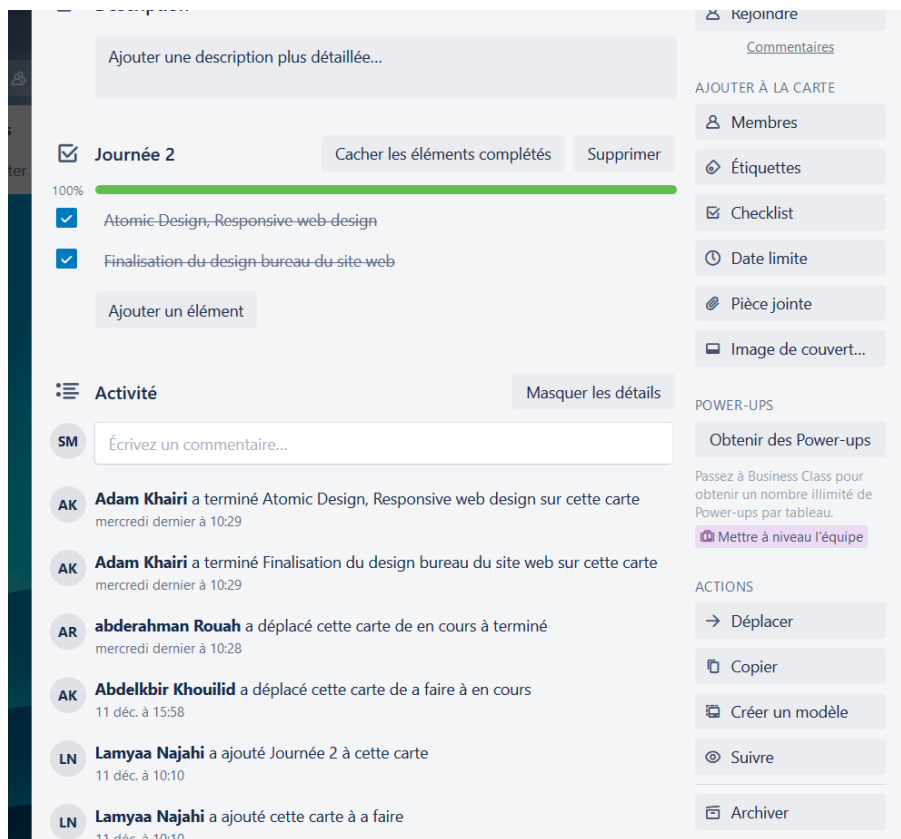 Description
Ajouter une description plus détaillée...
Journée 2
Cacher les éléments complétés
Supprimer
100%
Atomic Design, Responsive web design
Finalisation du design bureau du site web
Ajouter un élément
Activité
Masquer les détails
SM
Écrivez un commentaire...
AK
Adam Khairi a terminé Atomic Design, Responsive web design sur cette carte
mercredi dernier à 10:29
AK
Adam Khairi a terminé Finalisation du design bureau du site web sur cette carte
mercredi dernier à 10:29
AR
abderahman Rouah a déplacé cette carte de en cours à terminé
mercredi dernier à 10:28
AK
Abdelkbir Khouilid a déplacé cette carte de a faire à en cours
11 déc. à 15:58
LN
Lamyaa Najahi a ajouté Journée 2 à cette carte
11 déc. à 10:10
LN
Lamyaa Najahi a ajouté cette carte à a faire
11 déc. à 10:10
Rejoindre
Commentaires
AJOUTER À LA CARTE
Membres
Étiquettes
Checklist
Date limite
Pièce jointe
Image de couvert...
POWER-UPS
Obtenir des Power-ups
Passez à Business Class pour
obtenir un nombre illimité de
Power-ups par tableau.
Mettre à niveau l'équipe
ACTIONS
Déplacer
Copier
Créer un modèle
Suivre
Archiver